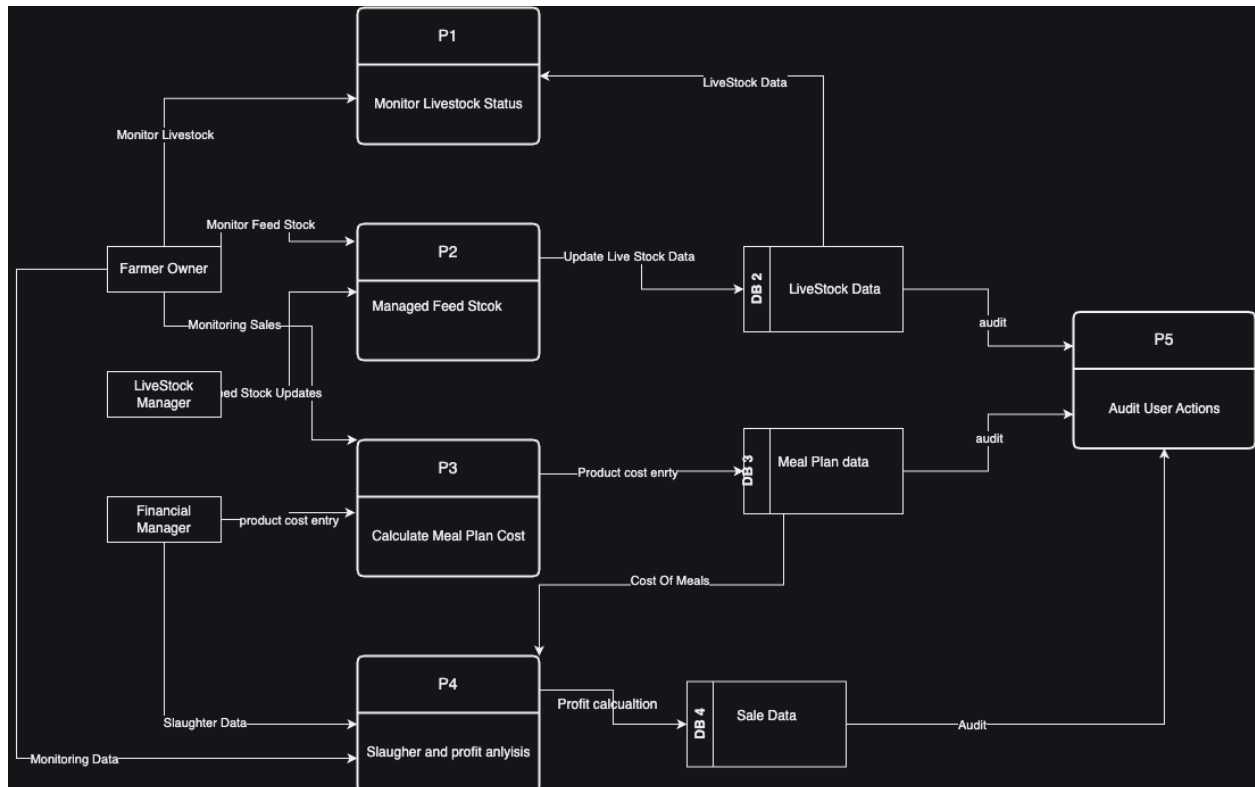 P1
Monitor Livestock Status
LiveStock Data
Monitor Livestock
Monitor Feed Stock
P2
Managed Feed Stcok
Farmer Owner
Update Live Stock Data
DB 2
LiveStock Data
Monitoring Sales
audit
P5
Audit User Actions
LiveStock
Manager
eed Stock Updates
P3
Calculate Meal Plan Cost
Product cost enrty
DB 3
Meal Plan data
audit
Financial
Manager
product cost entry
Cost Of Meals
P4
Slaugher and profit anlyisis
Profit calcualtion
DB 4
Sale Data
Audit
Slaughter Data
Monitoring Data